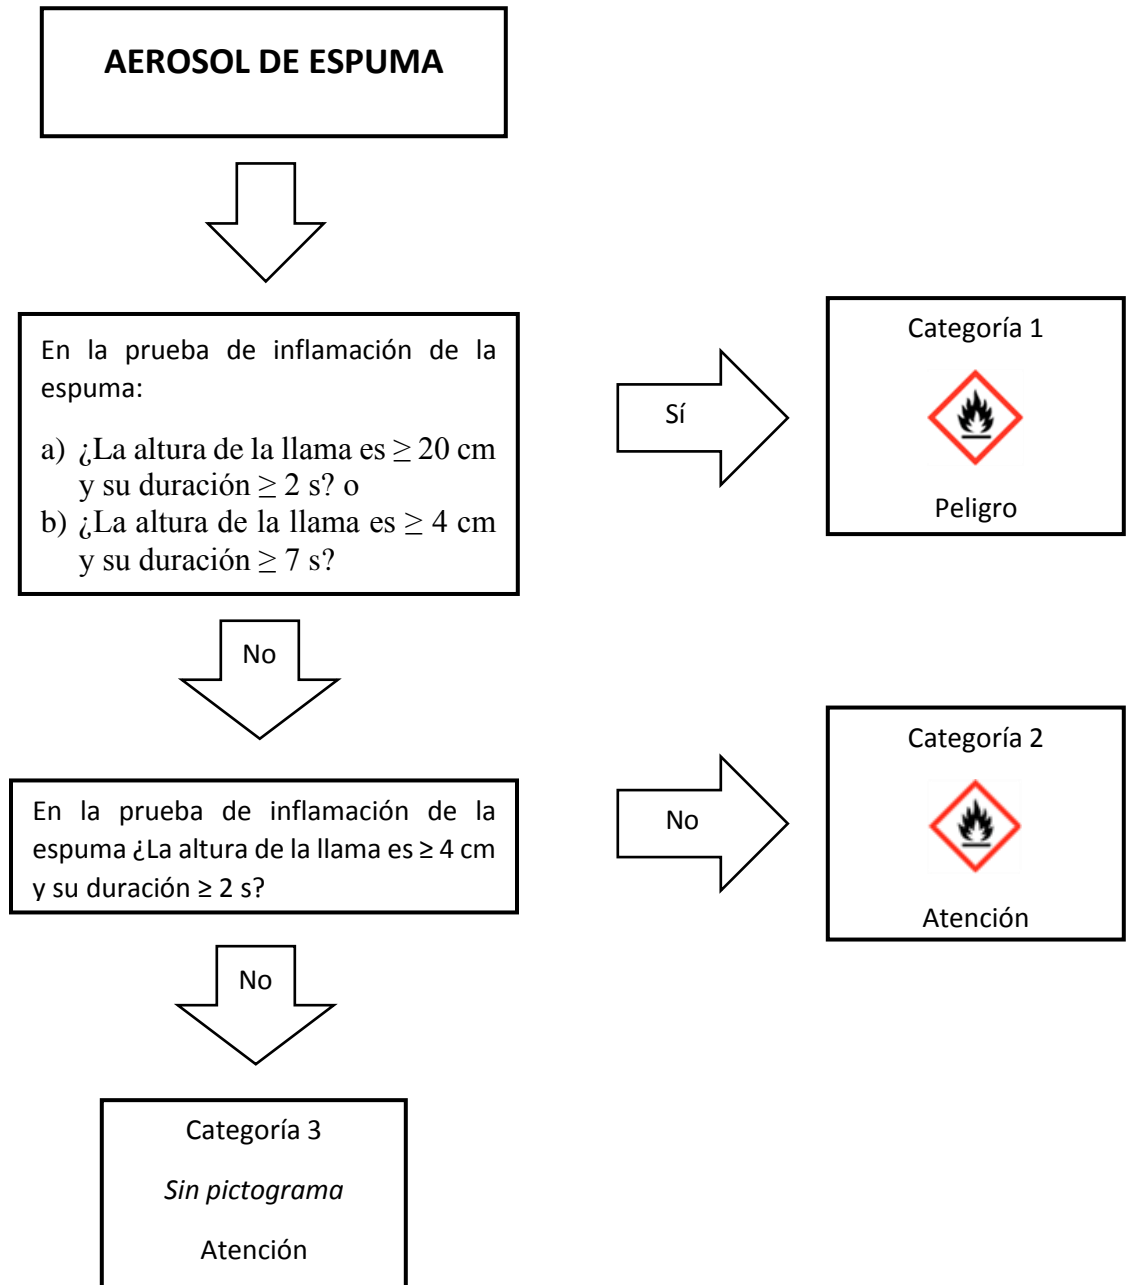 AEROSOL DE ESPUMA
En la prueba de inflamación de la
espuma:
a) ¿La altura de la llama es ≥ 20 cm
y su duración ≥ 2 s? o
b) ¿La altura de la llama es ≥ 4 cm
y su duración ≥ 7 s?
Sí
Categoría 1
Peligro
No
En la prueba de inflamación de la
espuma ¿La altura de la llama es ≥ 4 cm
y su duración ≥ 2 s?
No
Categoría 2
Atención
No
Categoría 3
Sin pictograma
Atención